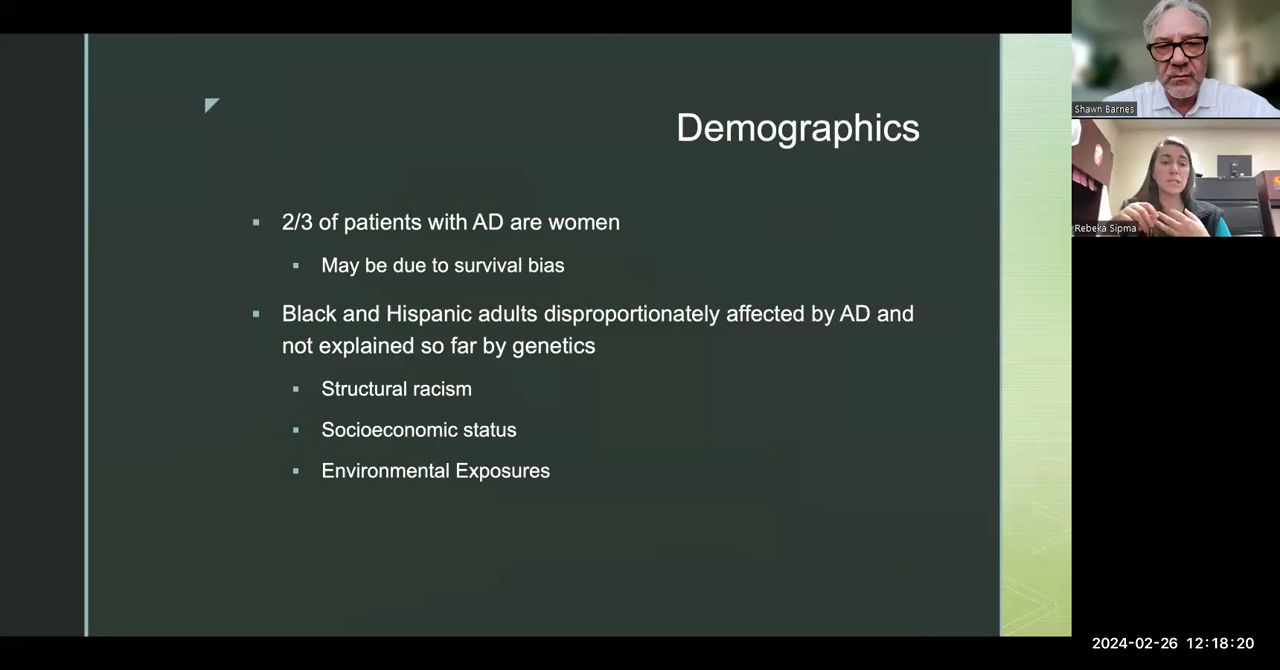 Demographics
2/3 of patients with AD are women
May be due to survival bias
Black and Hispanic adults disproportionately affected by AD and
not explained so far by genetics
Structural racism
Socioeconomic status
Environmental Exposures
Shawn Barnes
Rebeka Sipma
2024-02-26 12:18:20